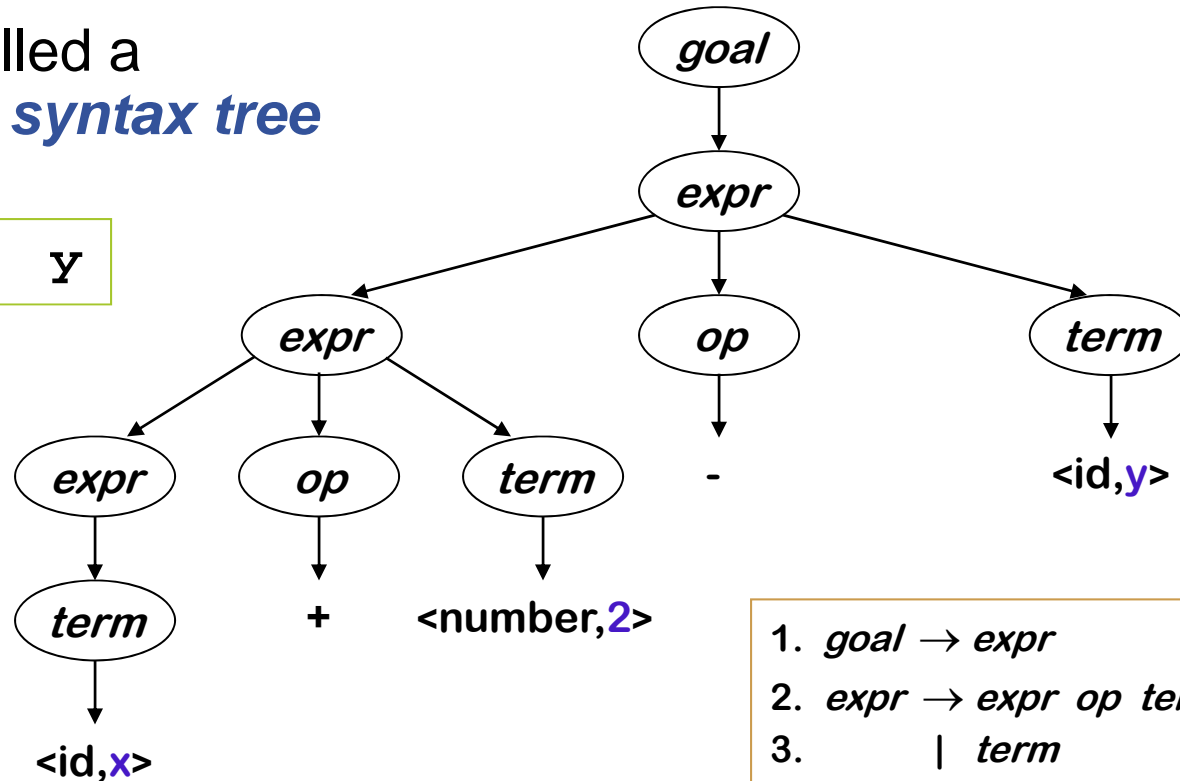 lled a
syntax tree
y
goal
expr
expr op term
expr op term - <id,y>
term + <number,2>
<id,x>
1. goal → expr
2. expr → expr op ter
3. | term